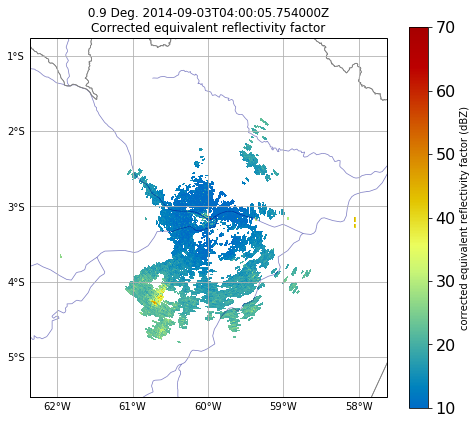 0.9 Deg. 2014-09-03T04:00:05.754000Z
Corrected equivalent reflectivity factor
1°S
2°S
3°S
4°S
5°S
62°W
61°W
60°W
59°W
58°W
70
60
50
40
30
20
10
corrected equivalent reflectivity factor (dBZ)